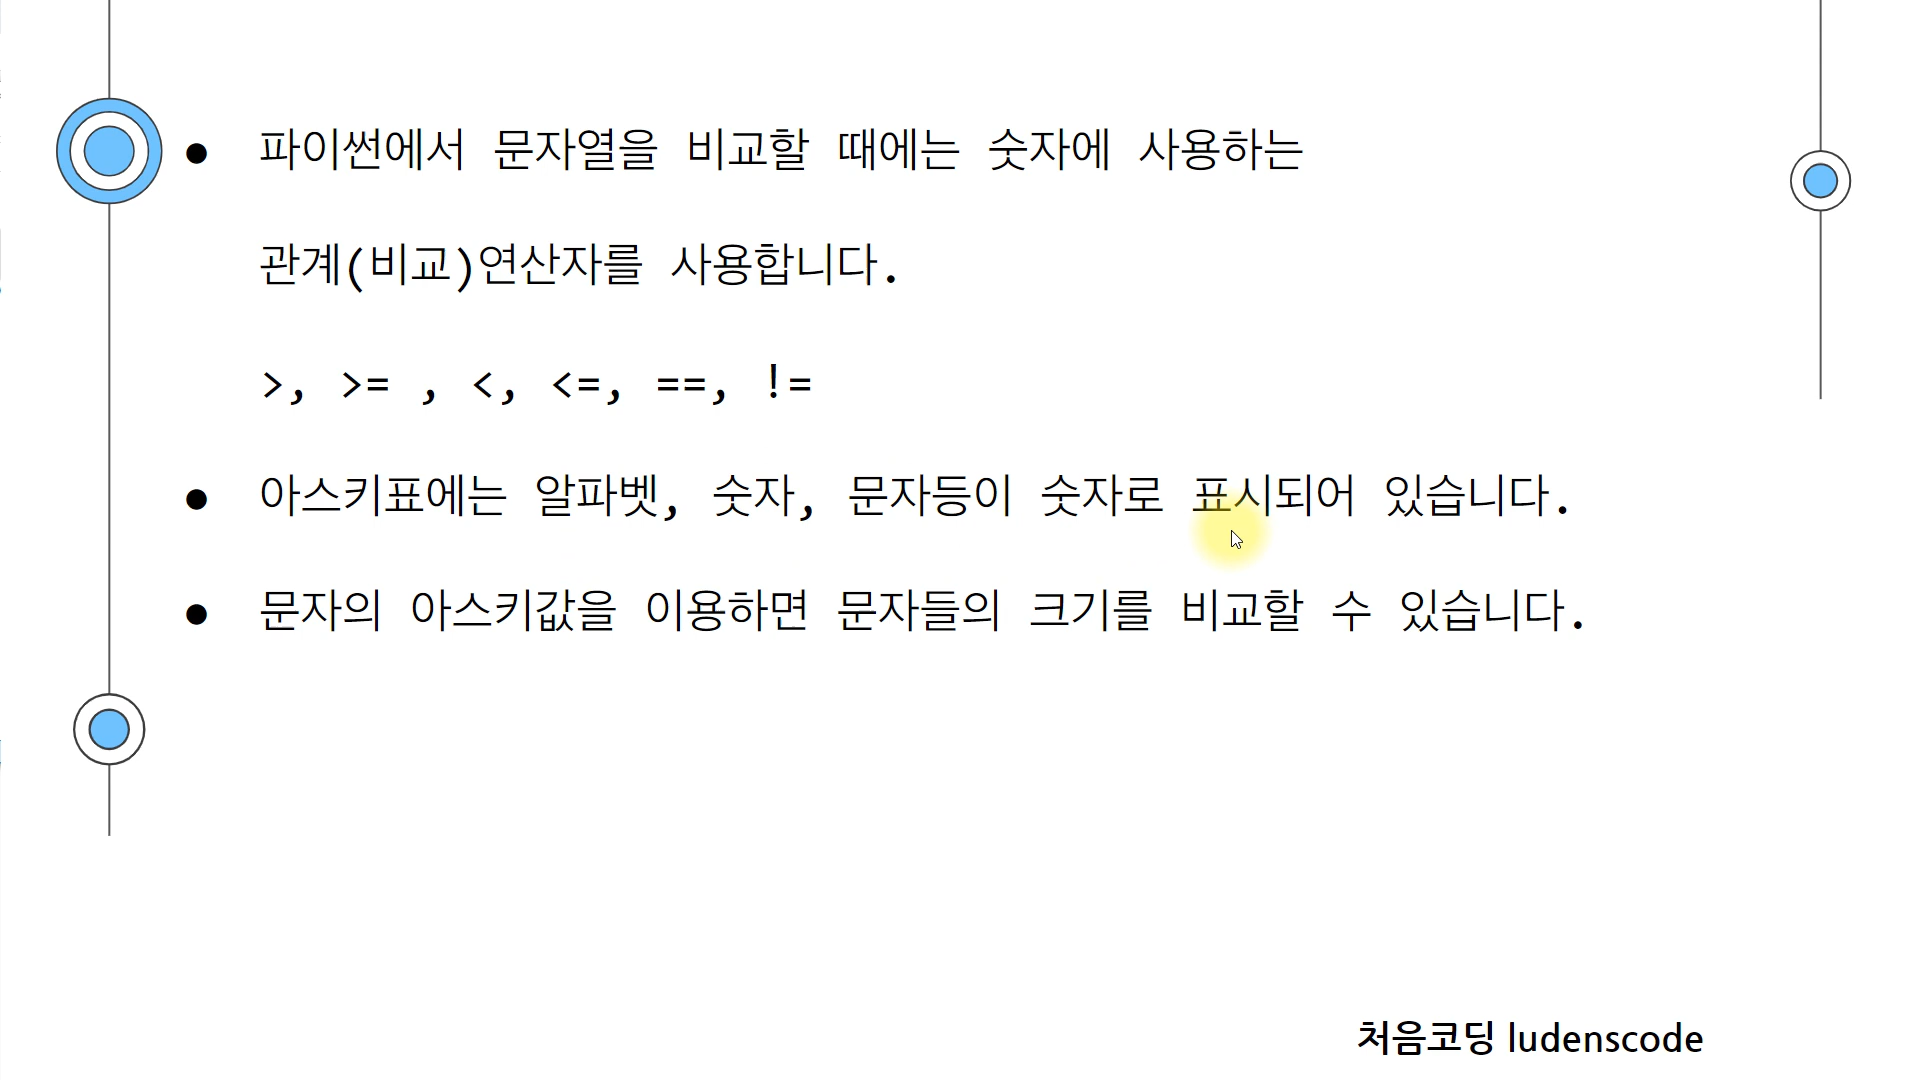 ● 파이썬에서 문자열을 비교할 때에는 숫자에 사용하는
관계(비교)연산자를 사용합니다.
>, >= , <, <=, ==, !=
● 아스키표에는 알파벳, 숫자, 문자등이 숫자로 표시되어 있습니다.
● 문자의 아스키값을 이용하면 문자들의 크기를 비교할 수 있습니다.
처음코딩 ludenscode